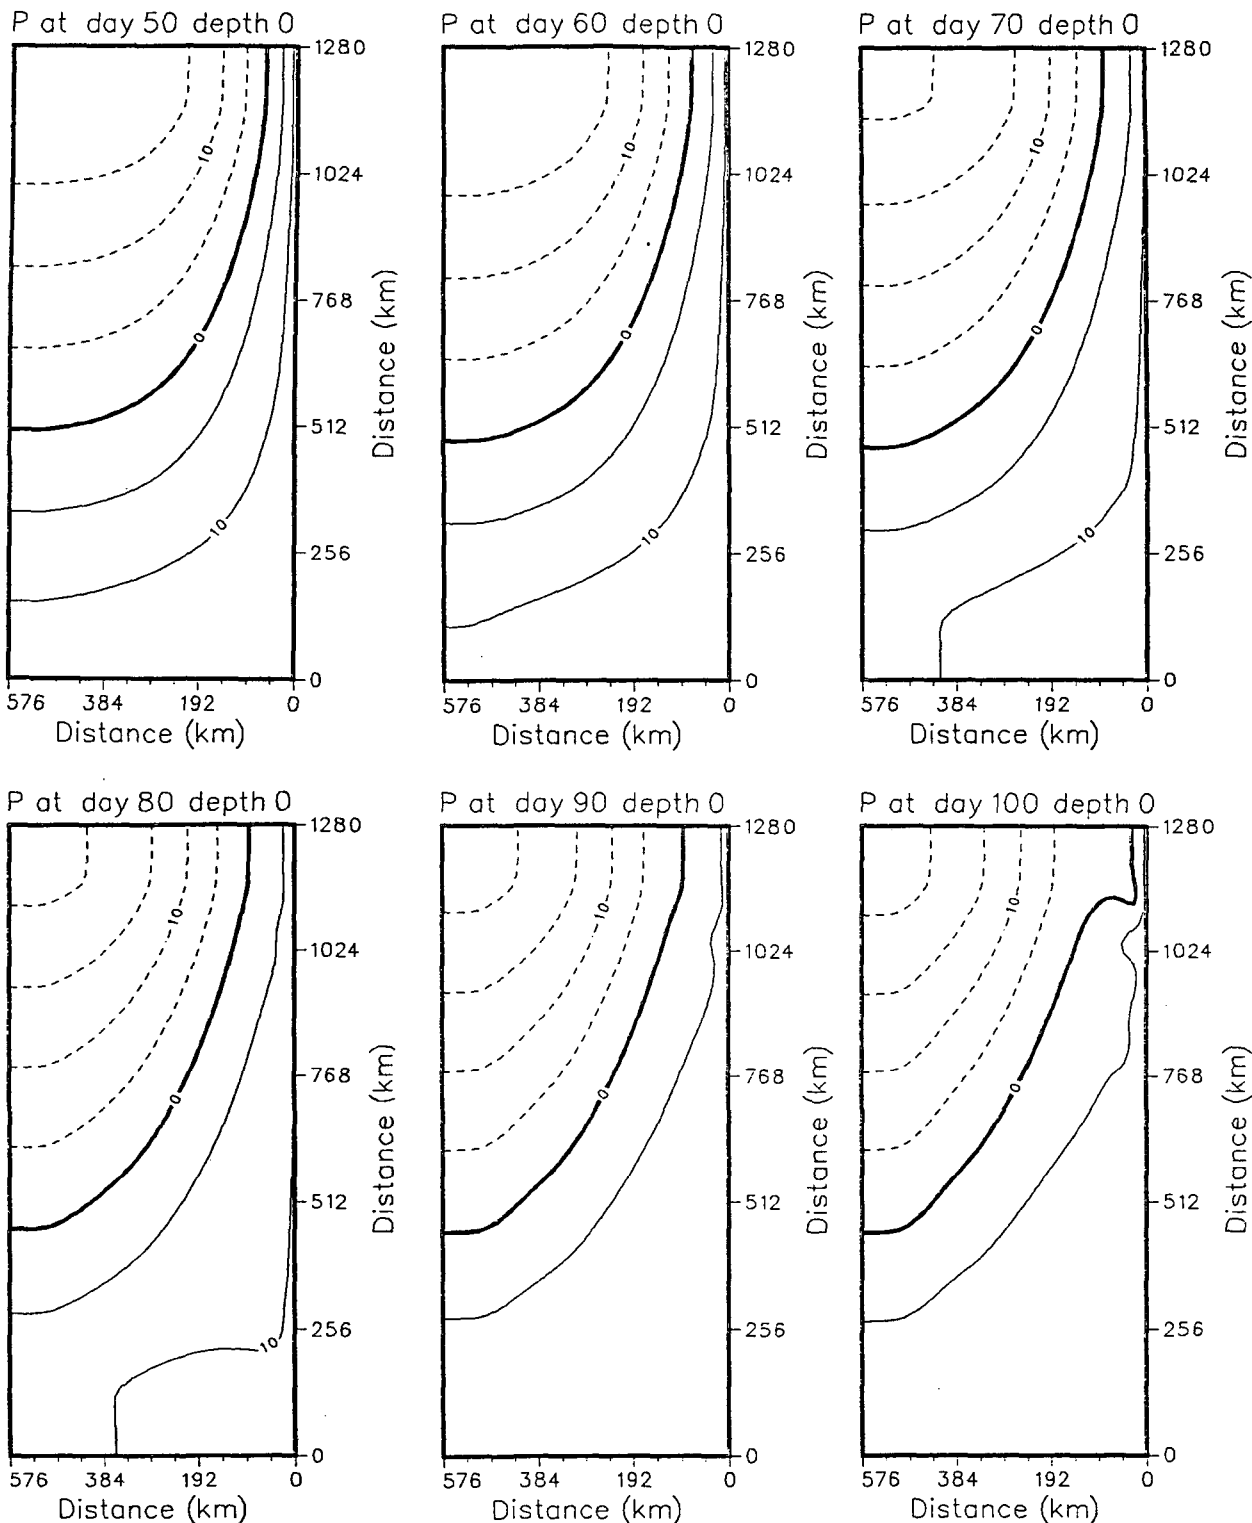 P at day 50 depth 0
P at day 60 depth 0
P at day 70 depth 0
1280
1024
768
512
256
0
Distance (km)
10
0
10
576 384 192 0
Distance (km)
1280
1024
768
512
256
0
Distance (km)
10
0
10
576 384 192 0
Distance (km)
1280
1024
768
512
256
0
Distance (km)
10
0
10
576 384 192 0
Distance (km)
P at day 80 depth 0
P at day 90 depth 0
P at day 100 depth 0
1280
1024
768
512
256
0
Distance (km)
10
0
10
576 384 192 0
Distance (km)
1280
1024
768
512
256
0
Distance (km)
10
0
576 384 192 0
Distance (km)
1280
1024
768
512
256
0
Distance (km)
10
0
576 384 192 0
Distance (km)